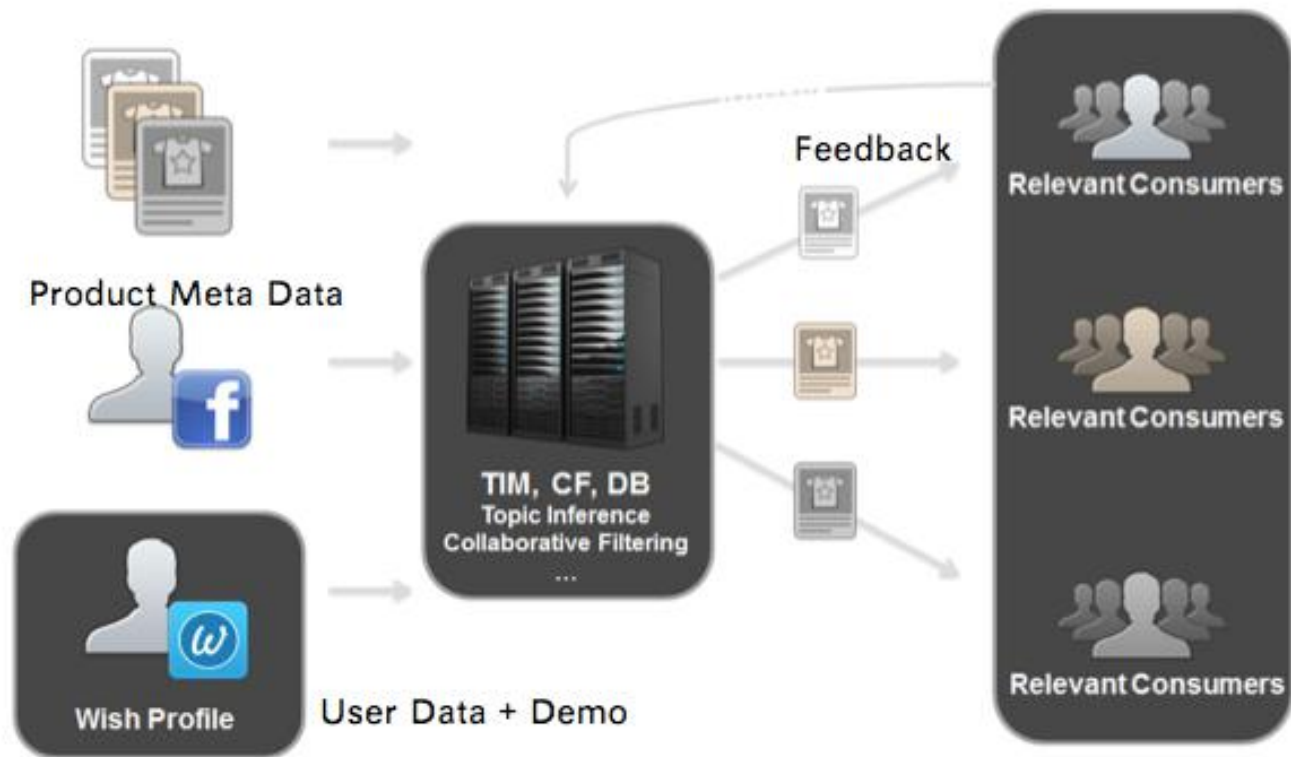 Feedback
Relevant Consumers
Product Meta Data
f
TIM, CF, DB
Topic Inference
Collaborative Filtering
...
Relevant Consumers
w
Wish Profile
User Data + Demo
Relevant Consumers